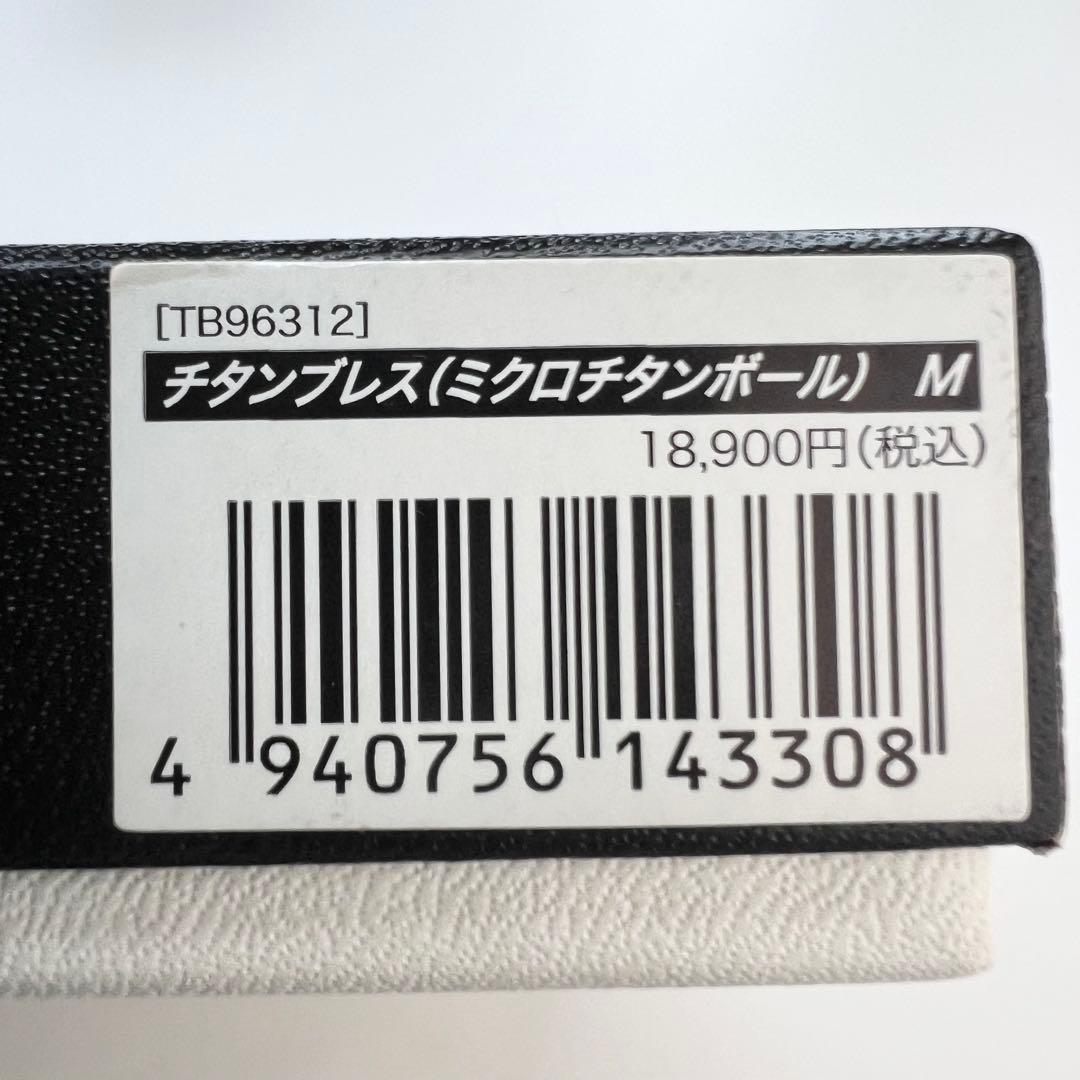 [TB96312]
チタンブレス(ミクロチタンボール) M
18,900円(税込)
4 940756 143308